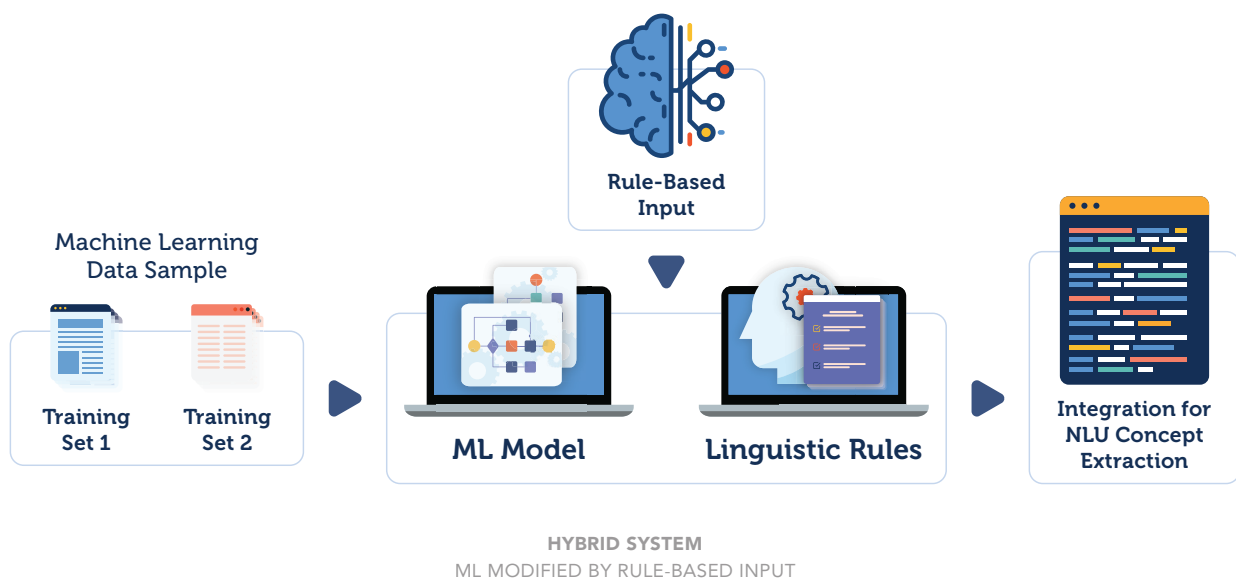 Rule-Based
Input
Machine Learning
Data Sample
Training
Set 1
Training
Set 2
ML Model
Linguistic Rules
Integration for
NLU Concept
Extraction
HYBRID SYSTEM
ML MODIFIED BY RULE-BASED INPUT